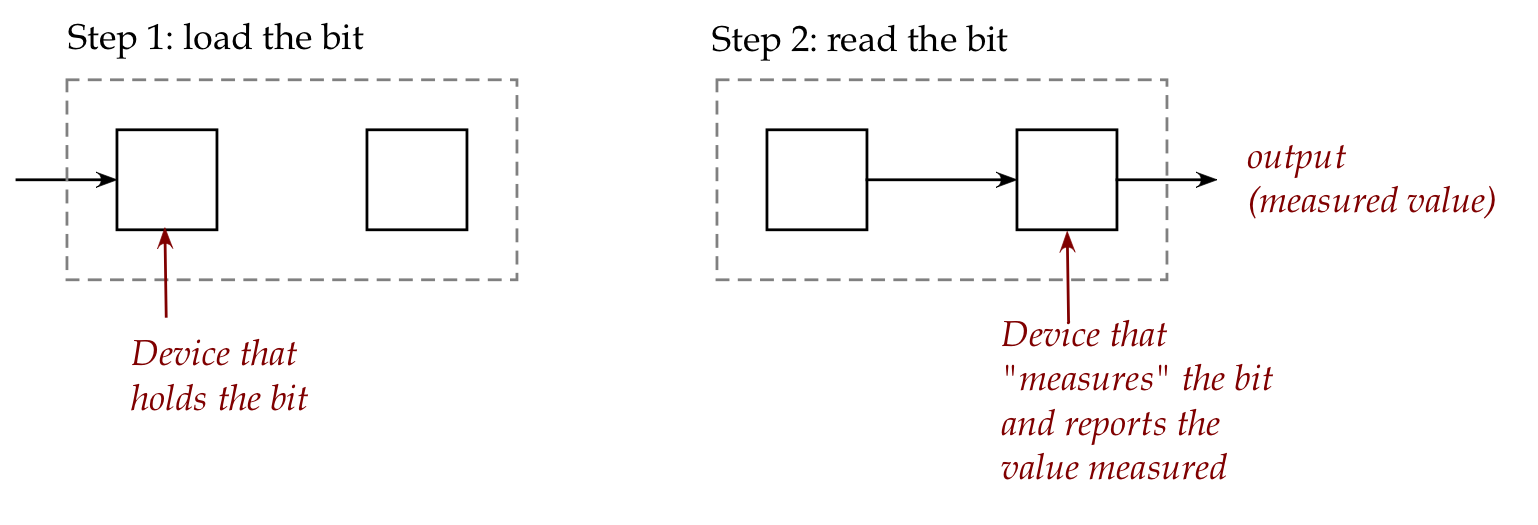 Step 1: load the bit
Device that
holds the bit
Step 2: read the bit
output
(measured value)
Device that
"measures" the bit
and reports the
value measured